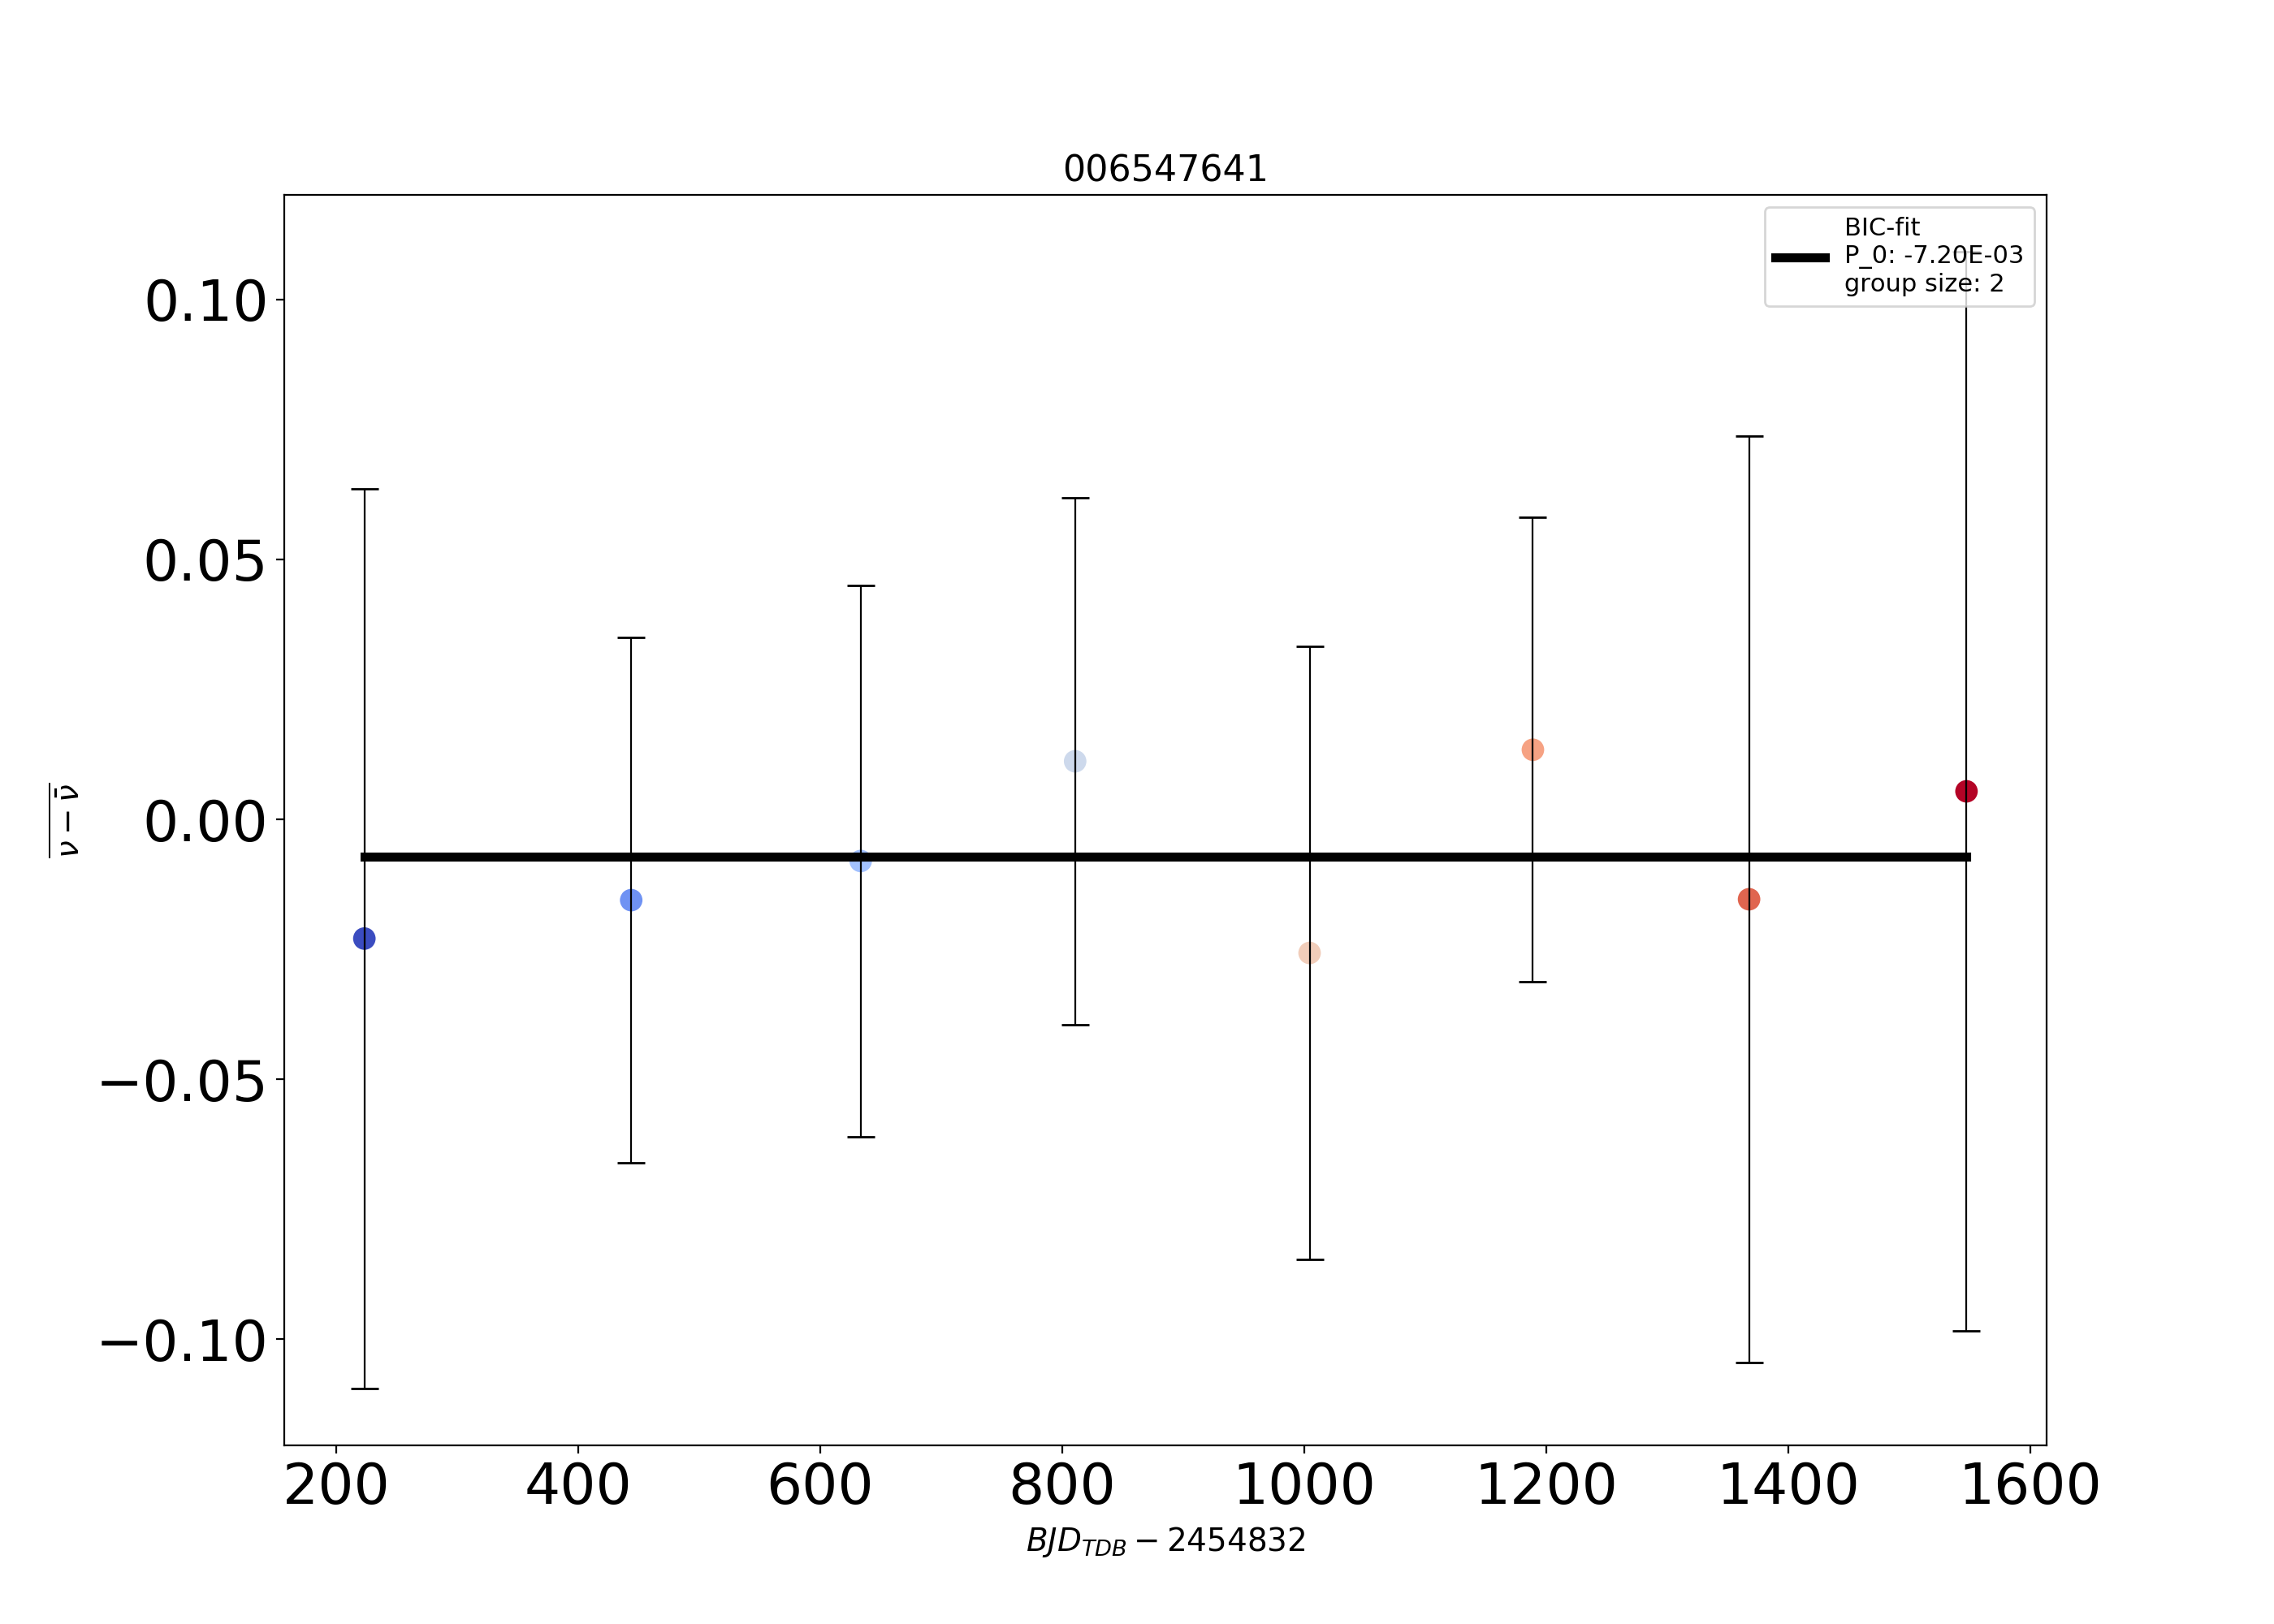 006547641
BIC-fit
P_0: -7.20E-03
group size: 2
0.10
0.05
0.00
−0.05
−0.10
ν − ν̄
200 400 600 800 1000 1200 1400 1600
BJD_TDB − 2454832